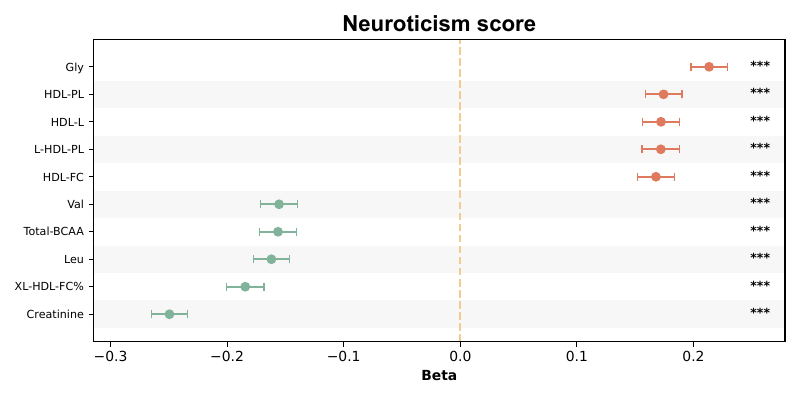 Neuroticism score
Gly ***
HDL-PL ***
HDL-L ***
L-HDL-PL ***
HDL-FC ***
Val ***
Total-BCAA ***
Leu ***
XL-HDL-FC% ***
Creatinine ***
−0.3 −0.2 −0.1 0.0 0.1 0.2
Beta